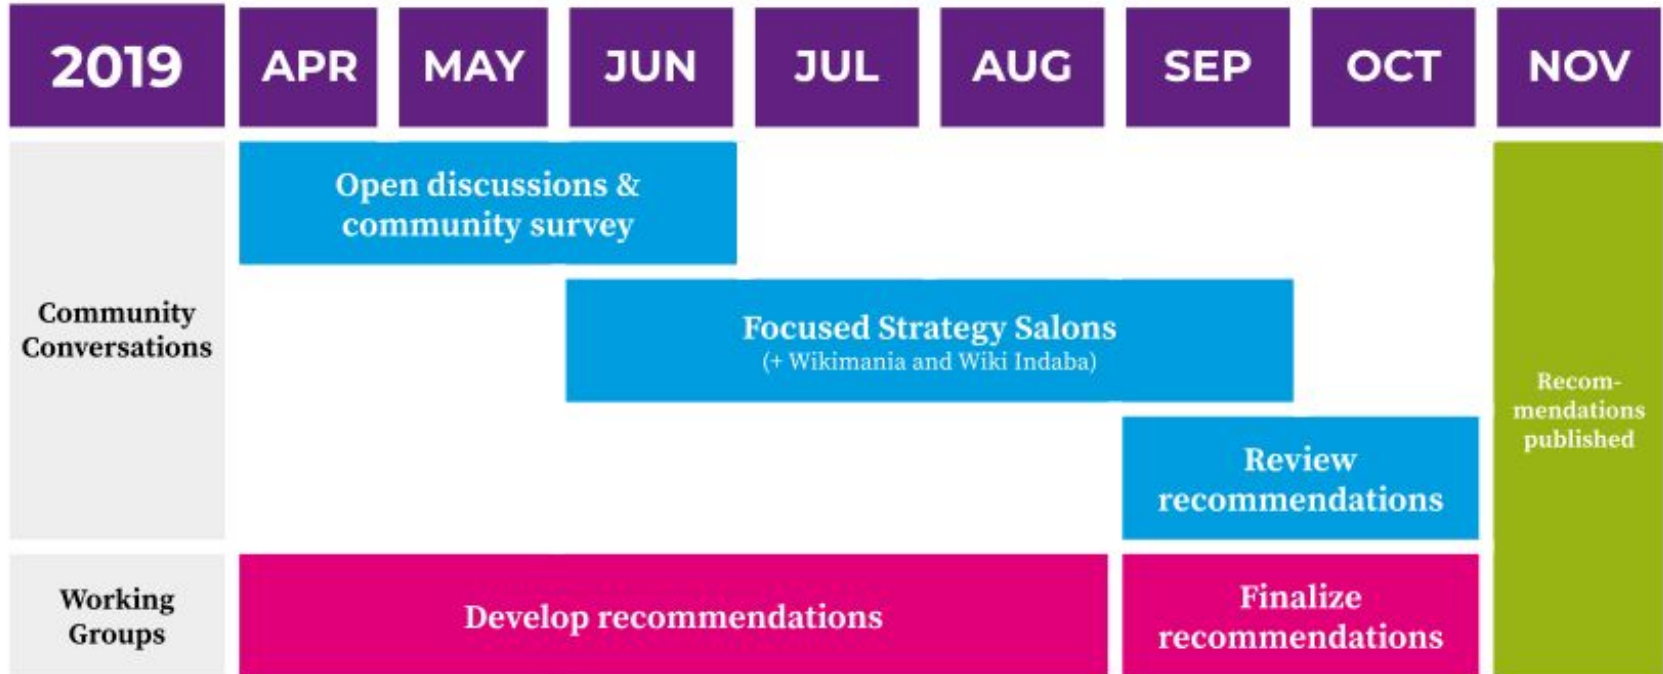 2019 APR MAY JUN JUL AUG SEP OCT NOV
Open discussions &
community survey
Community
Conversations
Focused Strategy Salons
(+ Wikimania and Wiki Indaba)
Review
recommendations
Recom-
mendations
published
Working
Groups
Develop recommendations
Finalize
recommendations